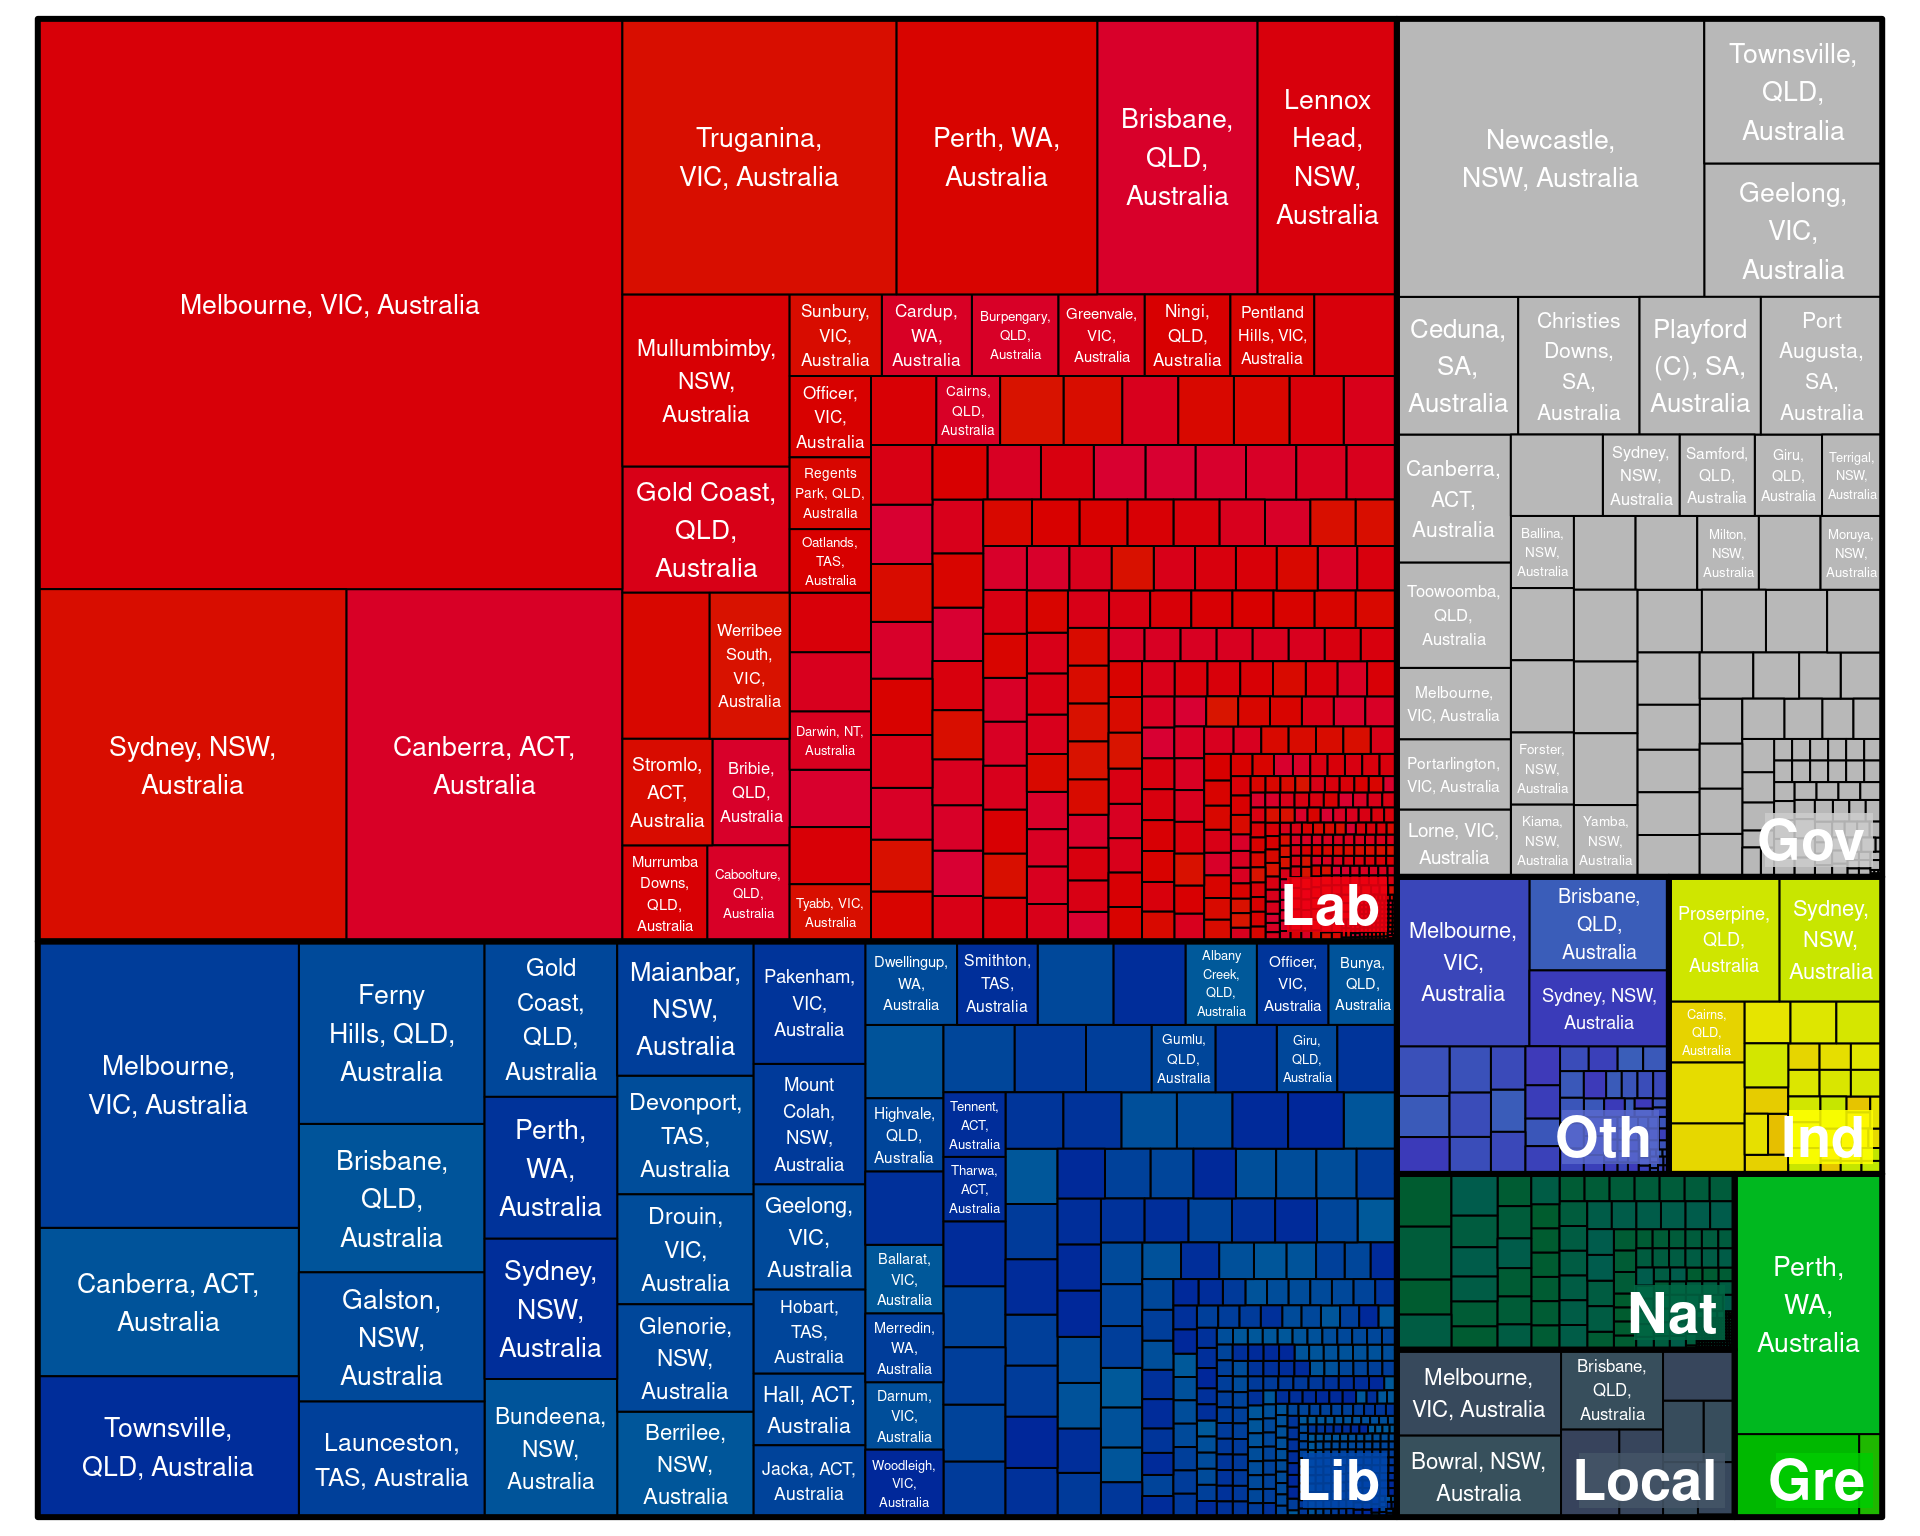 Melbourne, VIC, Australia
Sydney, NSW,
Australia
Canberra, ACT,
Australia
Truganina,
VIC, Australia
Perth, WA,
Australia
Brisbane,
QLD,
Australia
Lennox
Head,
NSW,
Australia
Mullumbimby,
NSW,
Australia
Gold Coast,
QLD,
Australia
Werribee
South,
VIC,
Australia
Stromlo,
ACT,
Australia
Bribie,
QLD,
Australia
Murrumba
Downs,
QLD,
Australia
Caboolture,
QLD,
Australia
Sunbury,
VIC,
Australia
Cardup,
WA,
Australia
Burpengary,
QLD,
Australia
Greenvale,
VIC,
Australia
Ningi,
QLD,
Australia
Pentland
Hills, VIC,
Australia
Officer,
VIC,
Australia
Cairns,
QLD,
Australia
Regents
Park, QLD,
Australia
Oatlands,
TAS,
Australia
Darwin, NT,
Australia
Tyabb, VIC,
Australia
Lab
Newcastle,
NSW, Australia
Townsville,
QLD,
Australia
Geelong,
VIC,
Australia
Ceduna,
SA,
Australia
Christies
Downs,
SA,
Australia
Playford
(C), SA,
Australia
Port
Augusta,
SA,
Australia
Canberra,
ACT,
Australia
Sydney,
NSW,
Australia
Samford,
QLD,
Australia
Giru,
QLD,
Australia
Terrigal,
NSW,
Australia
Ballina,
NSW,
Australia
Milton,
NSW,
Australia
Moruya,
NSW,
Australia
Toowoomba,
QLD,
Australia
Melbourne,
VIC, Australia
Portarlington,
VIC, Australia
Forster,
NSW,
Australia
Lorne, VIC,
Australia
Kiama,
NSW,
Australia
Yamba,
NSW,
Australia
Gov
Melbourne,
VIC, Australia
Canberra, ACT,
Australia
Townsville,
QLD, Australia
Ferny
Hills, QLD,
Australia
Brisbane,
QLD,
Australia
Galston,
NSW,
Australia
Launceston,
TAS, Australia
Gold
Coast,
QLD,
Australia
Perth,
WA,
Australia
Sydney,
NSW,
Australia
Bundeena,
NSW,
Australia
Maianbar,
NSW,
Australia
Devonport,
TAS,
Australia
Drouin,
VIC,
Australia
Glenorie,
NSW,
Australia
Berrilee,
NSW,
Australia
Pakenham,
VIC,
Australia
Mount
Colah,
NSW,
Australia
Geelong,
VIC,
Australia
Hobart,
TAS,
Australia
Hall, ACT,
Australia
Jacka, ACT,
Australia
Dwellingup,
WA,
Australia
Smithton,
TAS,
Australia
Albany
Creek,
QLD,
Australia
Officer,
VIC,
Australia
Bunya,
QLD,
Australia
Gumlu,
QLD,
Australia
Giru,
QLD,
Australia
Highvale,
QLD,
Australia
Tennent,
ACT,
Australia
Tharwa,
ACT,
Australia
Ballarat,
VIC,
Australia
Merredin,
WA,
Australia
Darnum,
VIC,
Australia
Woodleigh,
VIC,
Australia
Lib
Melbourne,
VIC,
Australia
Brisbane,
QLD,
Australia
Sydney, NSW,
Australia
Oth
Proserpine,
QLD,
Australia
Sydney,
NSW,
Australia
Cairns,
QLD,
Australia
Ind
Nat
Melbourne,
VIC, Australia
Brisbane,
QLD,
Australia
Bowral, NSW,
Australia
Local
Perth,
WA,
Australia
Gre